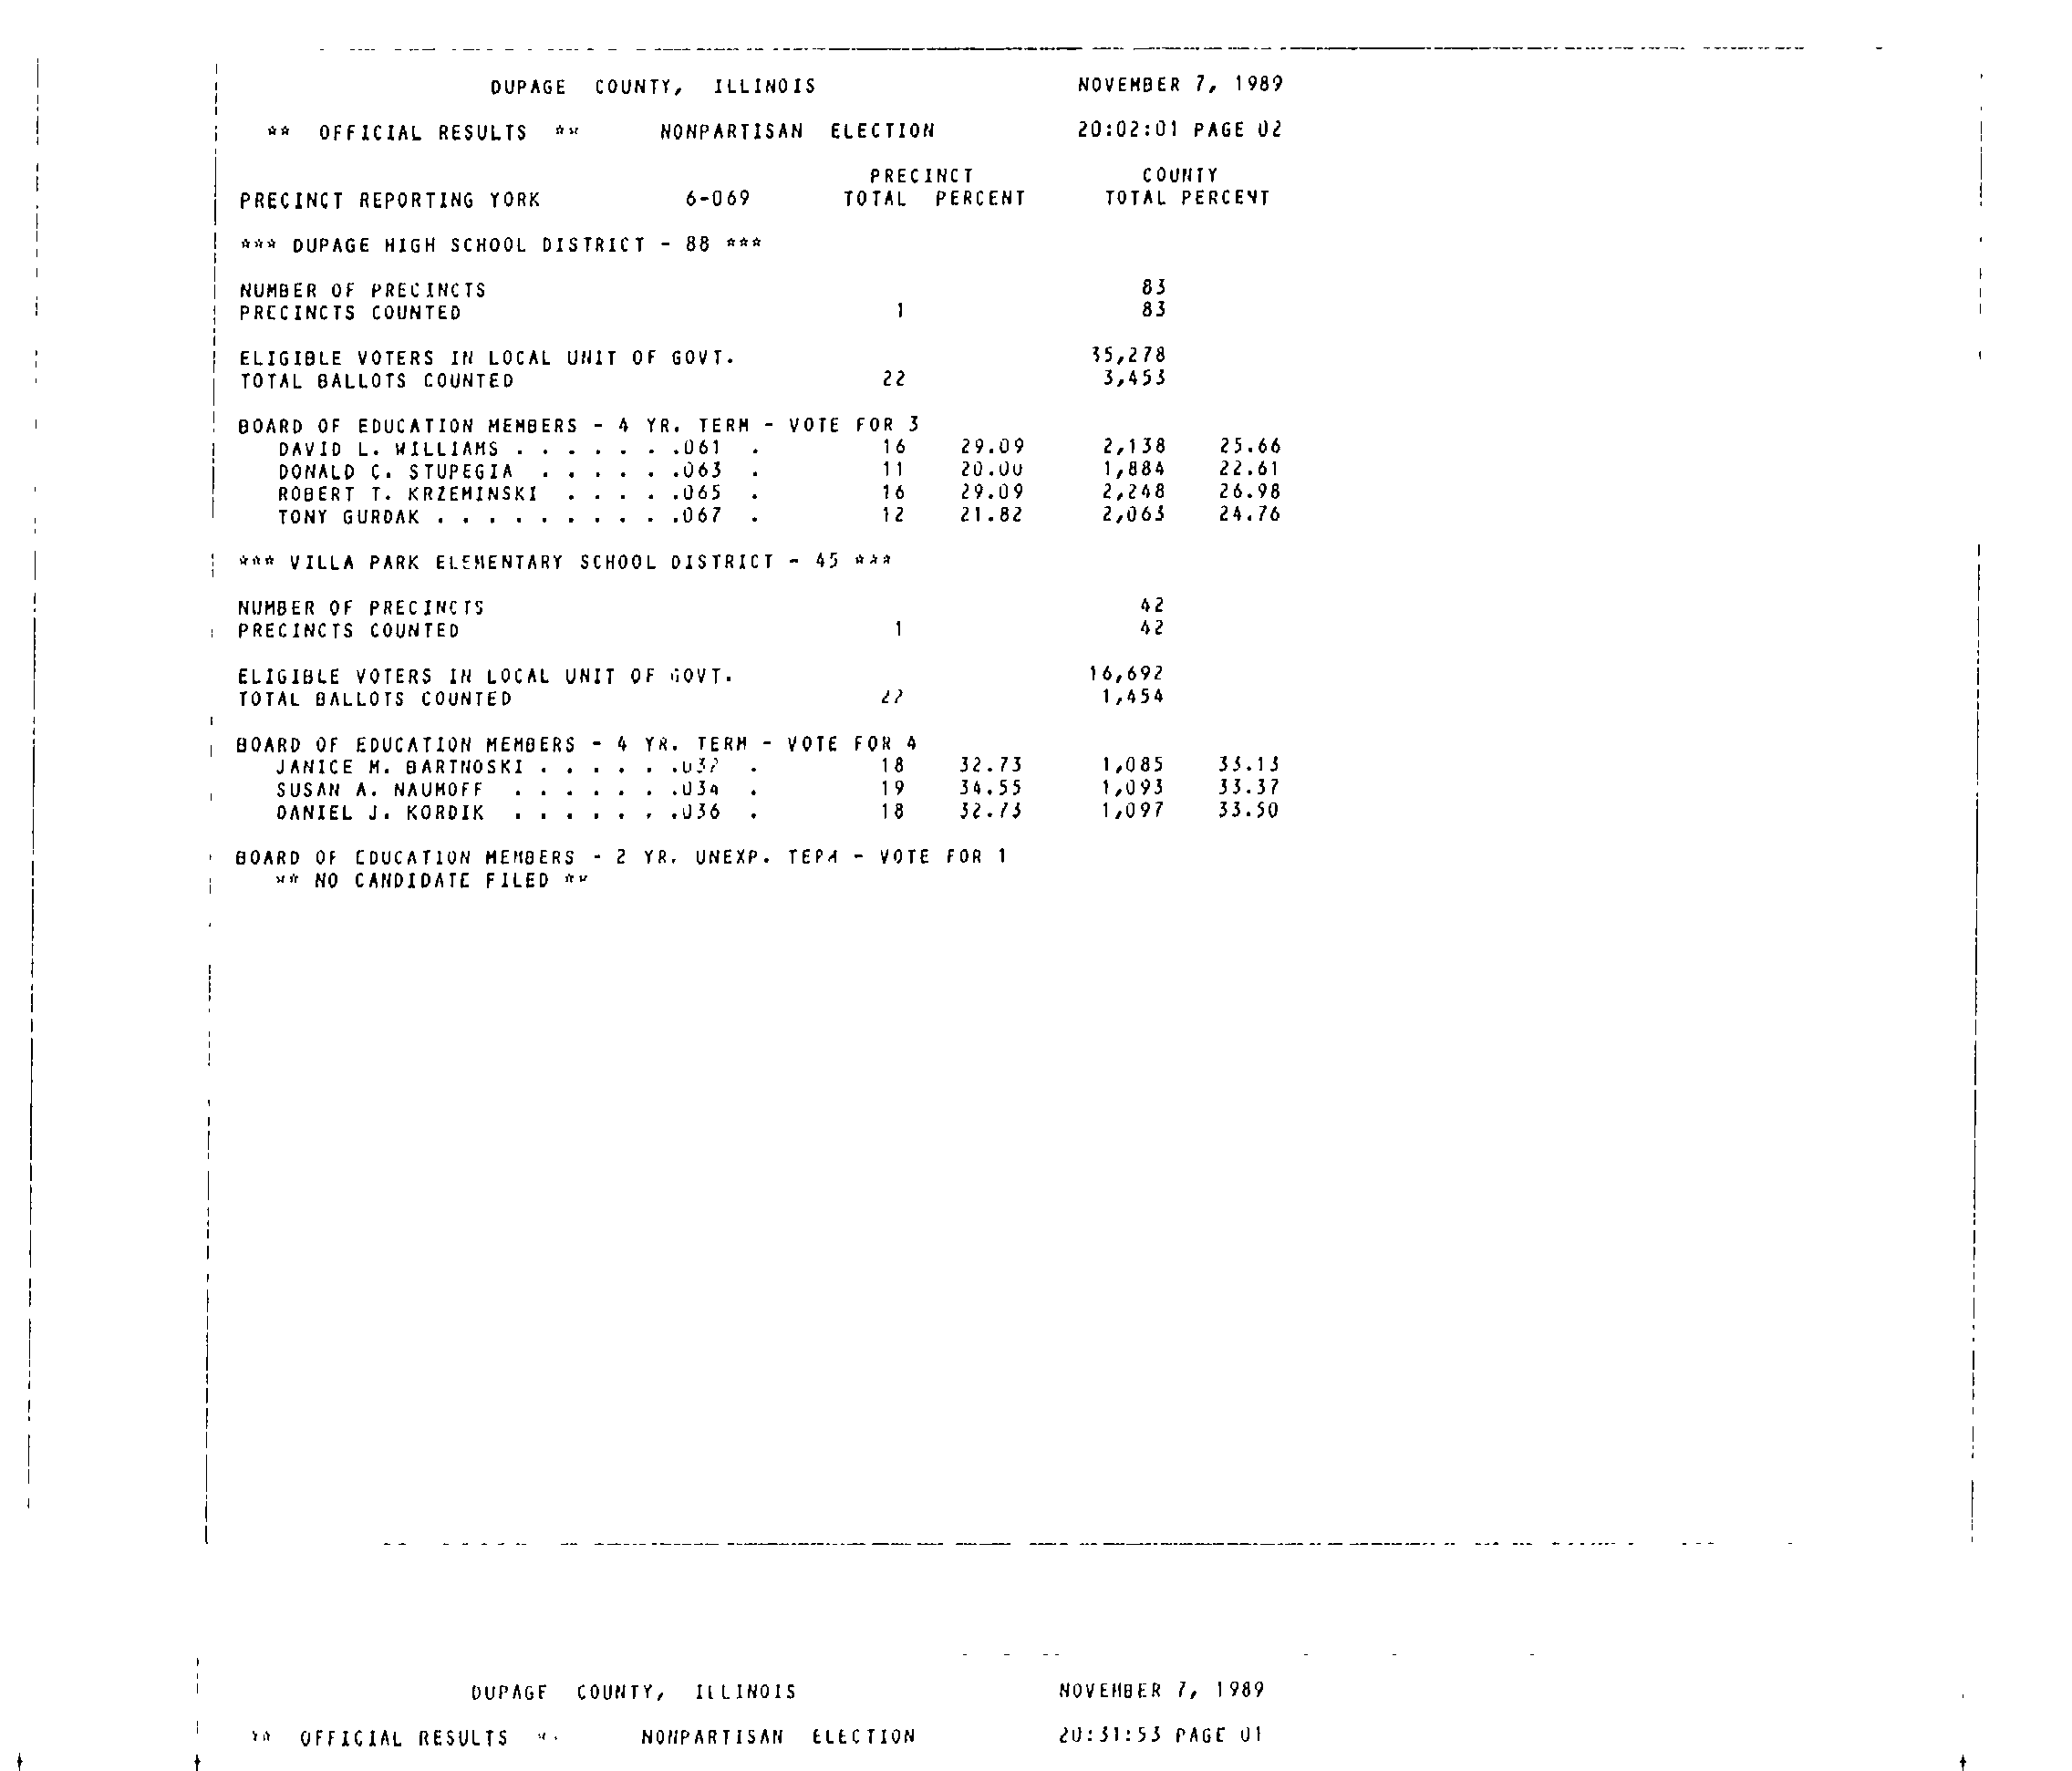 DUPAGE COUNTY, ILLINOIS NOVEMBER 7, 1989
** OFFICIAL RESULTS ** NONPARTISAN ELECTION 20:02:01 PAGE 02
PRECINCT COUNTY
PRECINCT REPORTING YORK 6-069 TOTAL PERCENT TOTAL PERCENT
*** DUPAGE HIGH SCHOOL DISTRICT - 88 ***
NUMBER OF PRECINCTS 83
PRECINCTS COUNTED 1 83
ELIGIBLE VOTERS IN LOCAL UNIT OF GOVT. 35,278
TOTAL BALLOTS COUNTED 22 3,453
BOARD OF EDUCATION MEMBERS - 4 YR. TERM - VOTE FOR 3
DAVID L. WILLIAMS . . . . . . .061 . 16 29.09 2,138 25.66
DONALD C. STUPEGIA . . . . . .063 . 11 20.00 1,884 22.61
ROBERT T. KRZEMINSKI . . . . .065 . 16 29.09 2,248 26.98
TONY GURDAK . . . . . . . . . .067 . 12 21.82 2,063 24.76
*** VILLA PARK ELEMENTARY SCHOOL DISTRICT - 45 ***
NUMBER OF PRECINCTS 42
PRECINCTS COUNTED 1 42
ELIGIBLE VOTERS IN LOCAL UNIT OF GOVT. 16,692
TOTAL BALLOTS COUNTED 22 1,454
BOARD OF EDUCATION MEMBERS - 4 YR. TERM - VOTE FOR 4
JANICE M. BARTNOSKI . . . . . .032 . 18 32.73 1,085 33.13
SUSAN A. NAUMOFF . . . . . . .034 . 19 34.55 1,093 33.37
DANIEL J. KORDIK . . . . . . .036 . 18 32.73 1,097 33.50
BOARD OF EDUCATION MEMBERS - 2 YR. UNEXP. TERM - VOTE FOR 1
** NO CANDIDATE FILED **
DUPAGE COUNTY, ILLINOIS NOVEMBER 7, 1989
** OFFICIAL RESULTS ** NONPARTISAN ELECTION 20:31:53 PAGE 01